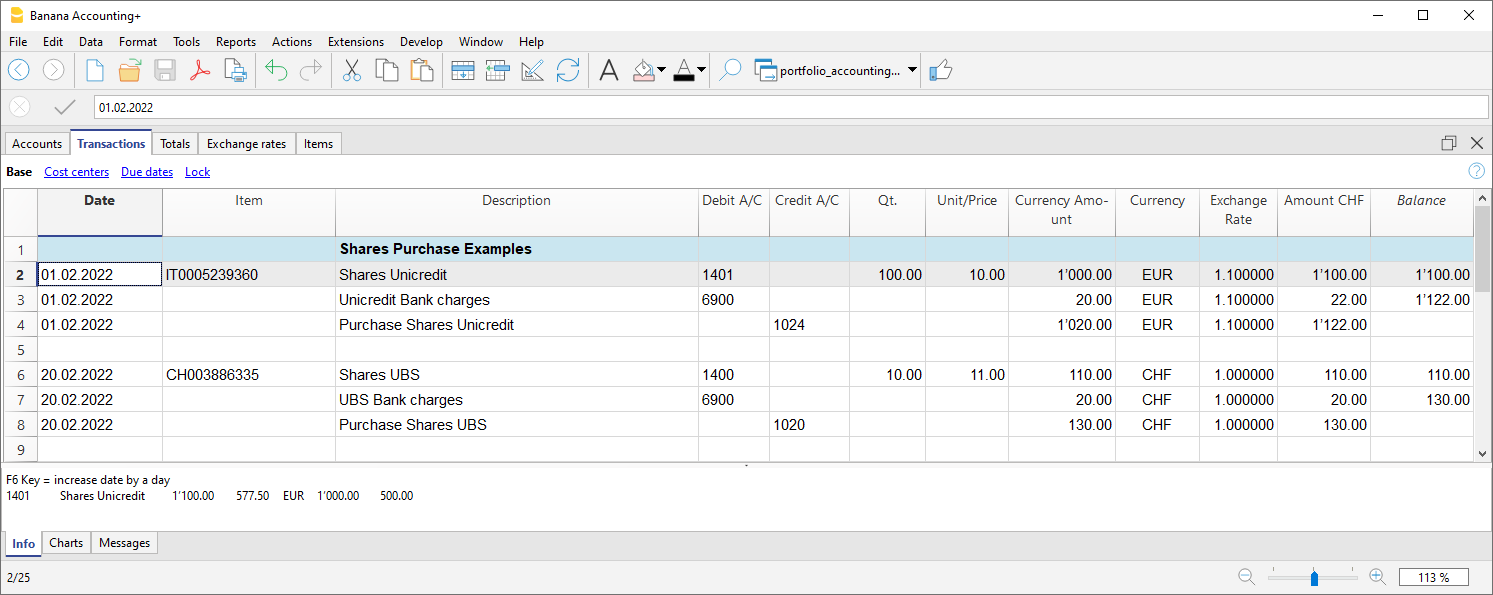 Banana Accounting+
File Edit Data Format Tools Reports Actions Extensions Develop Window Help
portfolio_accounting...
01.02.2022
Accounts Transactions Totals Exchange rates Items
Base Cost centers Due dates Lock
Date Item Description Debit A/C Credit A/C Qt. Unit/Price Currency Amo- Currency Exchange Amount CHF Balance
unt Rate
1 Shares Purchase Examples
2 01.02.2022 IT0005239360 Shares Unicredit 1401 100.00 10.00 1’000.00 EUR 1.100000 1’100.00 1’100.00
3 01.02.2022 Unicredit Bank charges 6900 20.00 EUR 1.100000 22.00 1’122.00
4 01.02.2022 Purchase Shares Unicredit 1024 1’020.00 EUR 1.100000 1’122.00
5
6 20.02.2022 CH003886335 Shares UBS 1400 10.00 11.00 110.00 CHF 1.000000 110.00 110.00
7 20.02.2022 UBS Bank charges 6900 20.00 CHF 1.000000 20.00 130.00
8 20.02.2022 Purchase Shares UBS 1020 130.00 CHF 1.000000 130.00
9
F6 Key = increase date by a day
1401 Shares Unicredit 1’100.00 577.50 EUR 1’000.00 500.00
Info Charts Messages
2/25 113 %